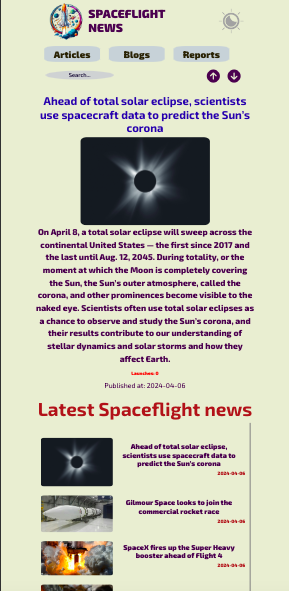 SPACEFLIGHT
NEWS
Articles
Blogs
Reports
Search...
Ahead of total solar eclipse, scientists
use spacecraft data to predict the Sun's
corona
On April 8, a total solar eclipse will sweep across the
continental United States — the first since 2017 and
the last until Aug. 12, 2045. During totality, or the
moment at which the Moon is completely covering
the Sun, the Sun's outer atmosphere, called the
corona, and other prominences become visible to the
naked eye. Scientists often use total solar eclipses as
a chance to observe and study the Sun's corona, and
their results contribute to our understanding of
stellar dynamics and solar storms and how they
affect Earth.
Launches: 0
Published at: 2024-04-06
Latest Spaceflight news
Ahead of total solar eclipse,
scientists use spacecraft data to
predict the Sun's corona
2024-04-06
Gilmour Space looks to join the
commercial rocket race
2024-04-06
SpaceX fires up the Super Heavy
booster ahead of Flight 4
2024-04-06